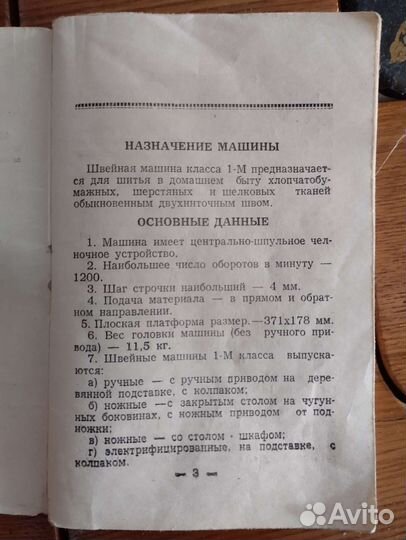 НАЗНАЧЕНИЕ МАШИНЫ
Швейная машина класса 1-М предназначает-
ся для шитья в домашнем быту хлопчатобу-
мажных, шерстяных и шелковых тканей
обыкновенным двухниточным швом.
ОСНОВНЫЕ ДАННЫЕ
1. Машина имеет центрально-шпульное чел-
ночное устройство.
2. Наибольшее число оборотов в минуту —
1200.
3. Шаг строчки наибольший — 4 мм.
4. Подача материала — в прямом и обрат-
ном направлении.
5. Плоская платформа размер.—371х178 мм.
6. Вес головки машины (без ручного при-
вода) — 11,5 кг.
7. Швейные машины 1-М класса выпуска-
ются:
а) ручные — с ручным приводом на дере-
вянной подставке, с колпаком;
б) ножные —с закрытым столом на чугун-
ных боковинах, с ножным приводом от под-
ножки;
в) ножные — со столом - шкафом;
г) электрифицированные, на подставке, с
колпаком.
— 3 —
Avito